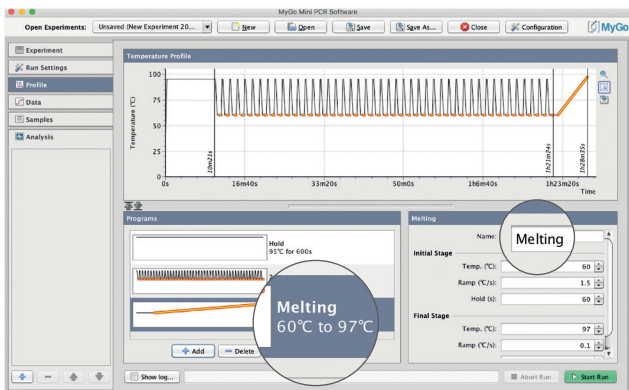 MyGo Mini PCR Software
Open Experiments: Unsaved (New Experiment 20... New Open Save Save As... Close Configuration MyGo
Experiment
Run Settings
Profile
Data
Samples
Analysis
Temperature Profile
Temperature (℃)
100
75
50
25
0
0s 16m40s 33m20s 50m0s 1h6m40s 1h23m20s
Time
10m21s
1h21m24s
1h28m35s
Programs
Hold
95℃ for 600s
Melting
60℃ to 97℃
Add Delete
Melting
Name: Melting
Initial Stage
Temp. (℃): 60
Ramp (℃/s): 1.5
Hold (s): 60
Final Stage
Temp. (℃): 97
Ramp (℃/s): 0.1
Show log... Abort Run Start Run